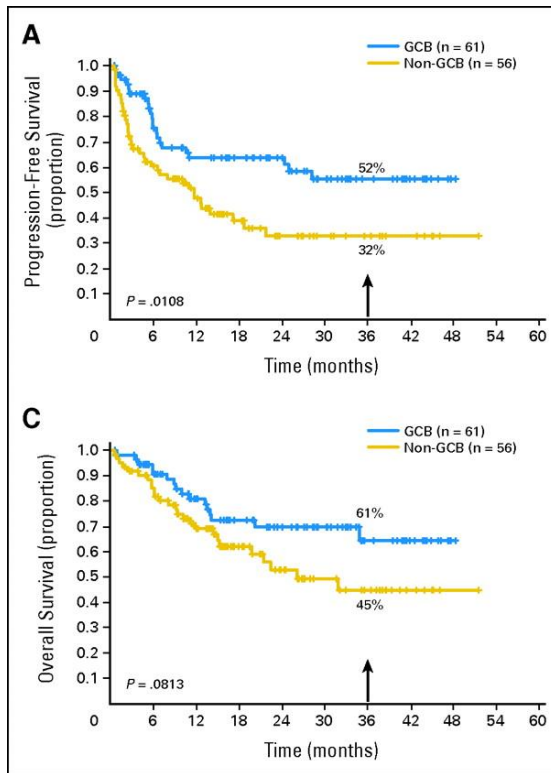 A
GCB (n = 61)
Non-GCB (n = 56)
Progression-Free Survival
(proportion)
1.0
0.9
0.8
0.7
0.6
0.5
0.4
0.3
0.2
0.1
52%
32%
P = .0108
0 6 12 18 24 30 36 42 48 54 60
Time (months)
C
GCB (n = 61)
Non-GCB (n = 56)
Overall Survival (proportion)
1.0
0.9
0.8
0.7
0.6
0.5
0.4
0.3
0.2
0.1
61%
45%
P = .0813
0 6 12 18 24 30 36 42 48 54 60
Time (months)